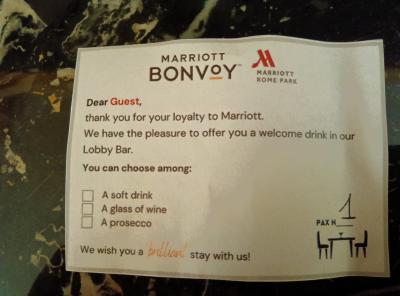 MARRIOTT
BONVOY™
MARRIOTT
ROME PARK
Dear Guest,
thank you for your loyalty to Marriott.
We have the pleasure to offer you a welcome drink in our
Lobby Bar.
You can choose among:
A soft drink
A glass of wine
A prosecco
PAX N. 1
We wish you a brilliant stay with us!